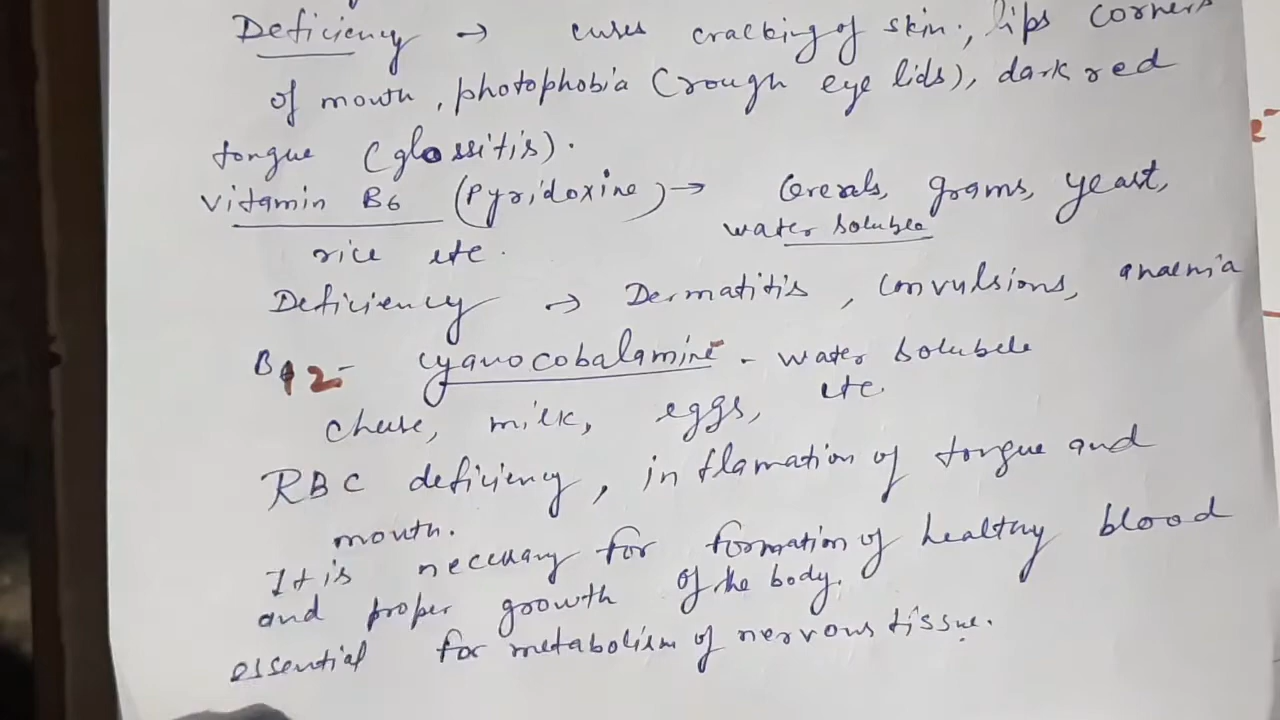 Deficiency → cuses cracking of skin, lips corners
of mouth, photophobia (rough eye lids), dark red
tongue (glossitis).
vitamin B6 (Pyridoxine) → Cereals, grams, yeast,
water soluble
rice etc.
Deficiency → Dermatitis, convulsions, anaemia
B12- cyanocobalamine - water solubele
cheese, milk, eggs, etc
RBC deficiency, inflamation of tongue and
mouth.
It is necessary for formation of healthy blood
and proper growth of the body.
essential for metabolism of nervous tissue.